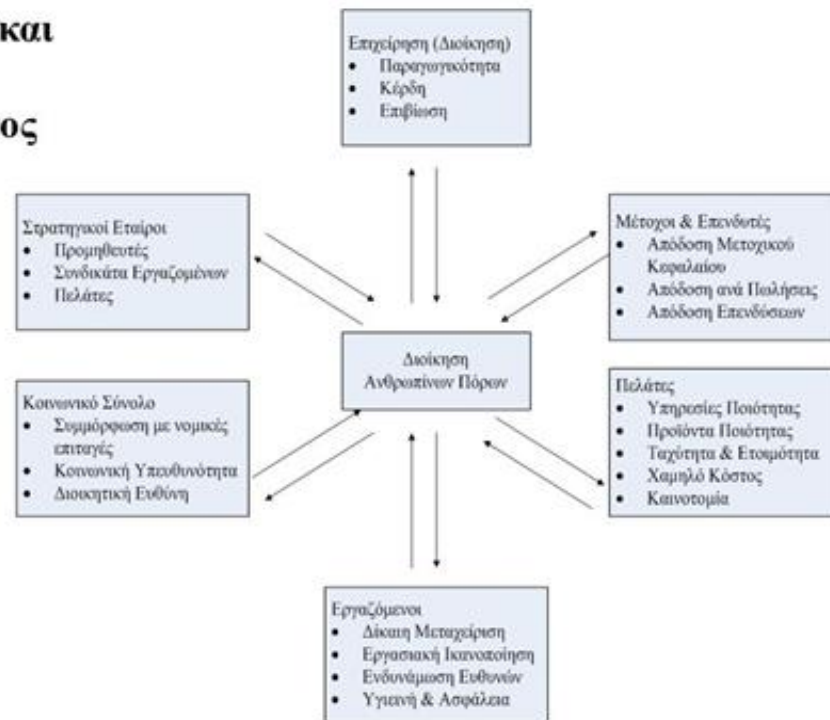 και
ος
Επιχείρηση (Διοίκηση)
• Παραγωγικότητα
• Κέρδη
• Επιβίωση
Στρατηγικοί Εταίροι
• Προμηθευτές
• Συνδικάτα Εργαζομένων
• Πελάτες
Μέτοχοι & Επενδυτές
• Απόδοση Μετοχικού
Κεφαλαίου
• Απόδοση ανά Πωλήσεις
• Απόδοση Επενδύσεων
Διοίκηση
Ανθρωπίνων Πόρων
Κοινωνικό Σύνολο
• Συμμόρφωση με νομικές
επιταγές
• Κοινωνική Υπευθυνότητα
• Διοικητική Ευθύνη
Πελάτες
• Υπηρεσίες Ποιότητας
• Προϊόντα Ποιότητας
• Ταχύτητα & Ετοιμότητα
• Χαμηλό Κόστος
• Καινοτομία
Εργαζόμενοι
• Δίκαιη Μεταχείριση
• Εργασιακή Ικανοποίηση
• Ενδυνάμωση Ευθυνών
• Υγιεινή & Ασφάλεια